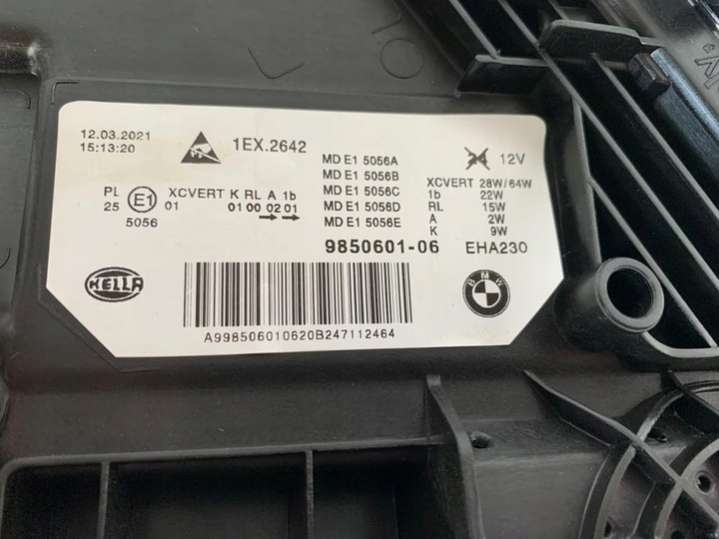 12.03.2021
15:13:20
1EX.2642
MD E1 5056A
MD E1 5056B
MD E1 5056C
MD E1 5056D
MD E1 5056E
24 12V
XCVERT 28W/64W
1b 22W
RL 15W
A 2W
K 9W
PL E1 XCVERT K RL A 1b
25 01 01 00 02 01
5056
9850601-06 EHA230
HELLA
BMW
A998506010620B247112464